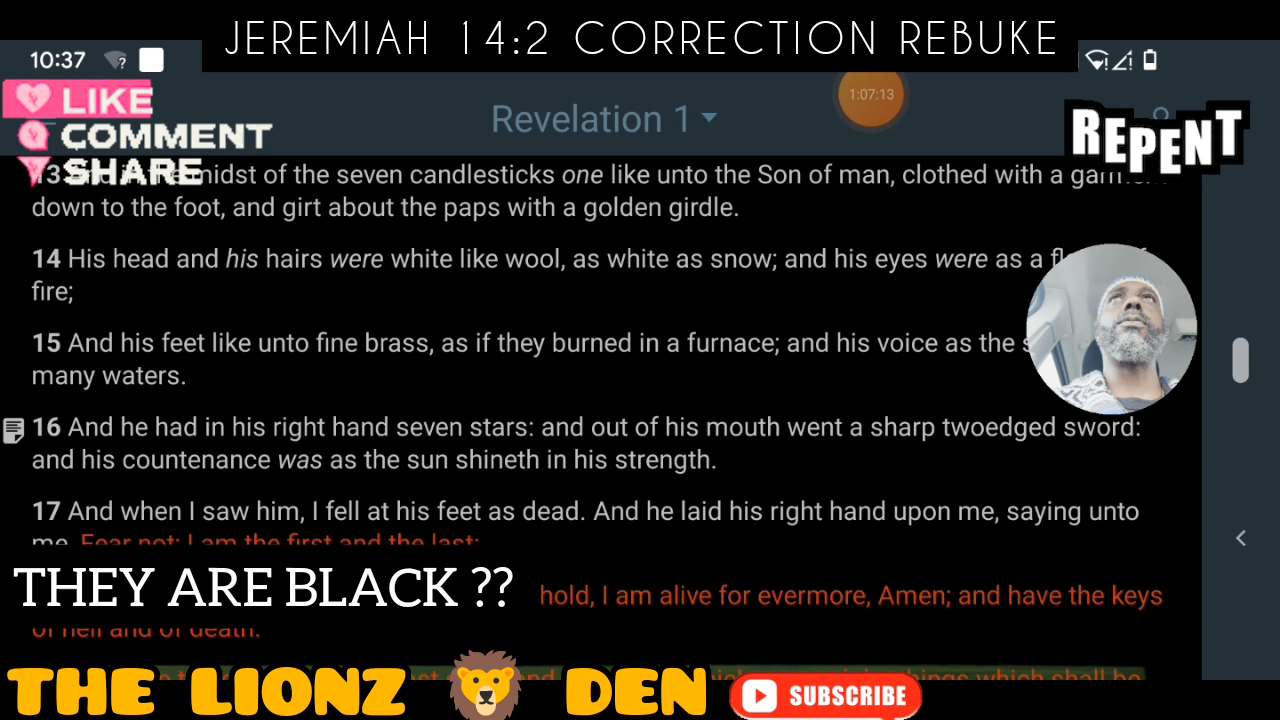 JEREMIAH 14:2 CORRECTION REBUKE
10:37
LIKE
COMMENT
SHARE
Revelation 1
1:07:13
REPENT
midst of the seven candlesticks one like unto the Son of man, clothed with a
down to the foot, and girt about the paps with a golden girdle.
14 His head and his hairs were white like wool, as white as snow; and his eyes were as a
fire;
15 And his feet like unto fine brass, as if they burned in a furnace; and his voice as the
many waters.
16 And he had in his right hand seven stars: and out of his mouth went a sharp twoedged sword:
and his countenance was as the sun shineth in his strength.
17 And when I saw him, I fell at his feet as dead. And he laid his right hand upon me, saying unto
me, Fear not; I am the first and the last:
THEY ARE BLACK ??
hold, I am alive for evermore, Amen; and have the keys
of hell and of death.
things which shall be
THE LIONZ 🦁 DEN
SUBSCRIBE